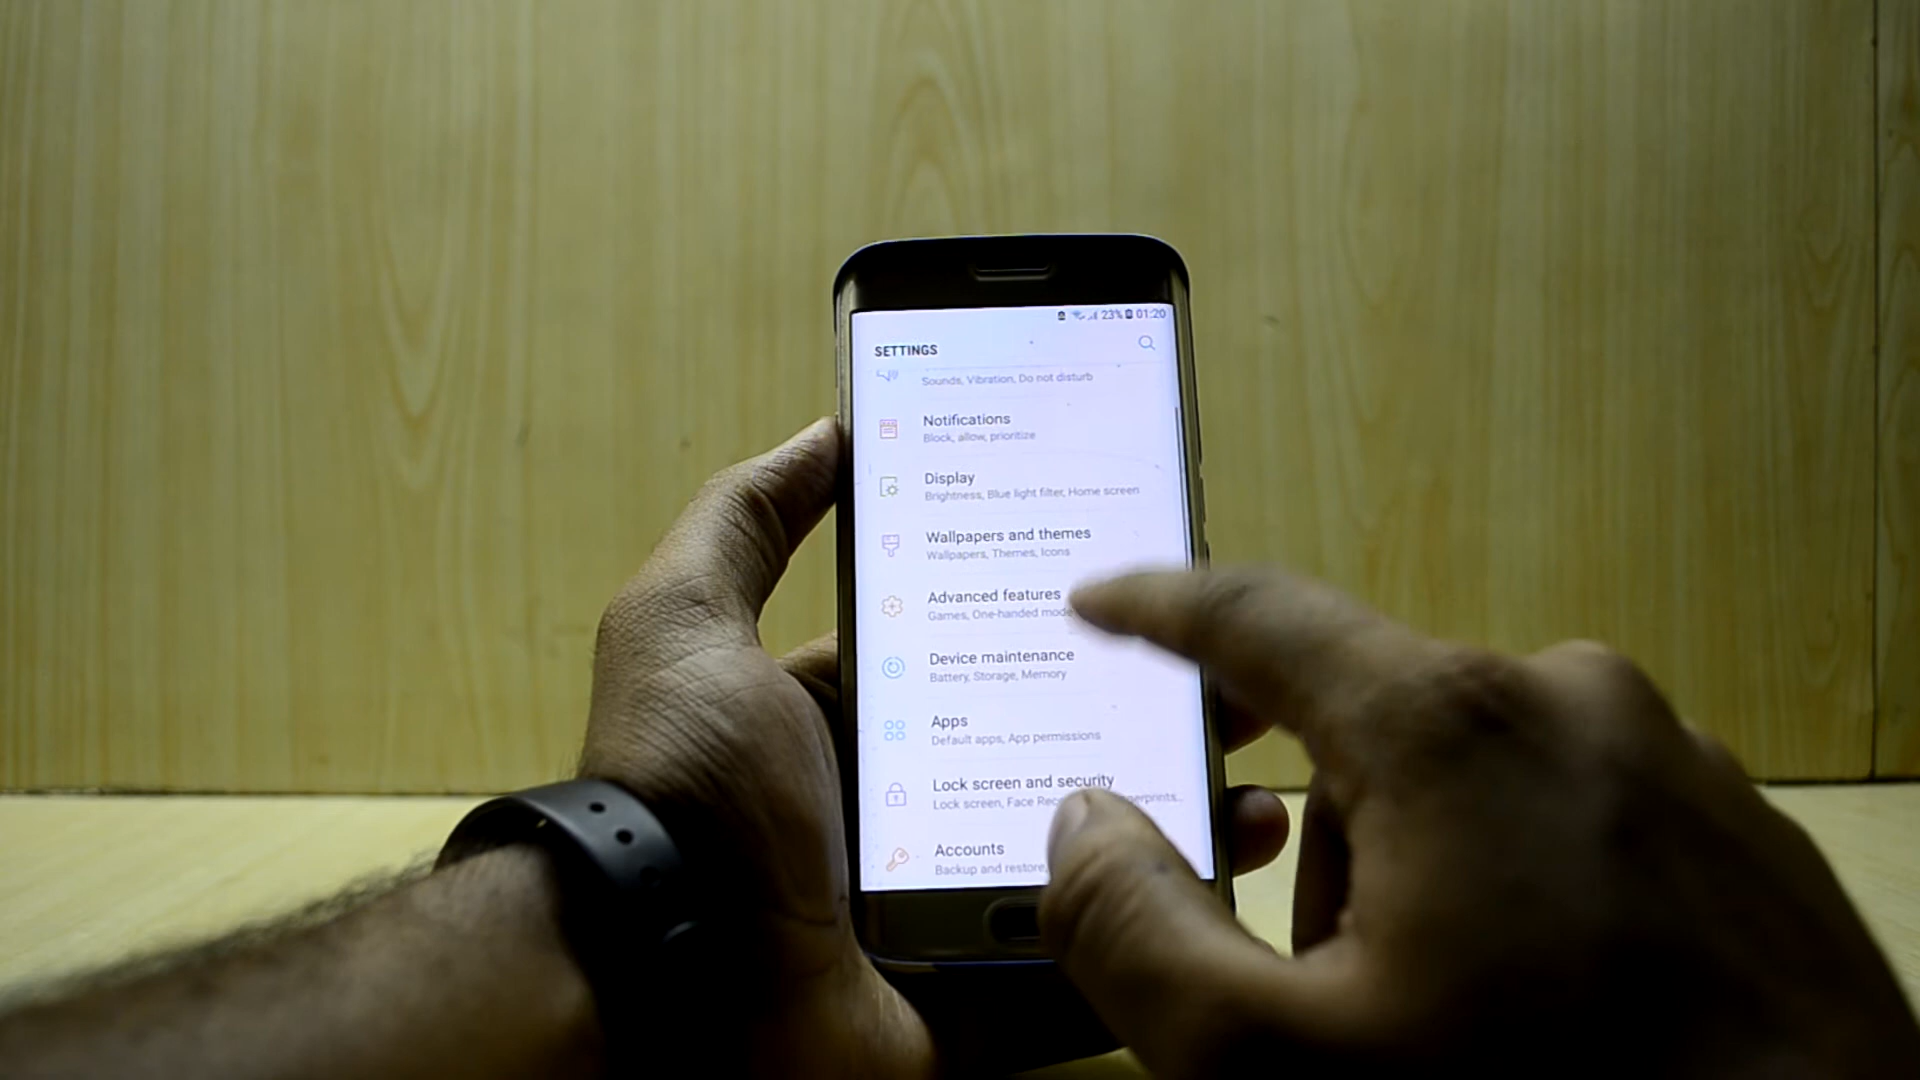 23% 01:20
SETTINGS
Sounds, Vibration, Do not disturb
Notifications
Block, allow, prioritize
Display
Brightness, Blue light filter, Home screen
Wallpapers and themes
Wallpapers, Themes, Icons
Advanced features
Games, One-handed mode
Device maintenance
Battery, Storage, Memory
Apps
Default apps, App permissions
Lock screen and security
Lock screen, Face
Accounts
Backup and restore,